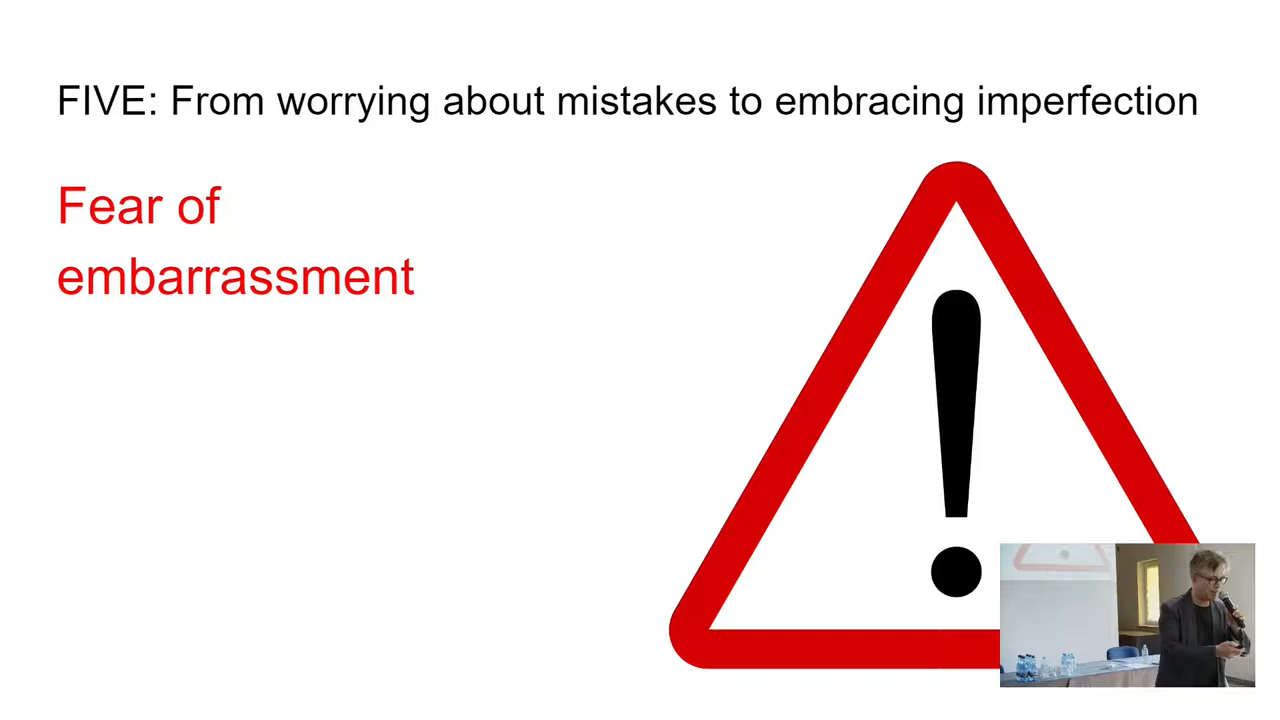 FIVE: From worrying about mistakes to embracing imperfection
Fear of
embarrassment